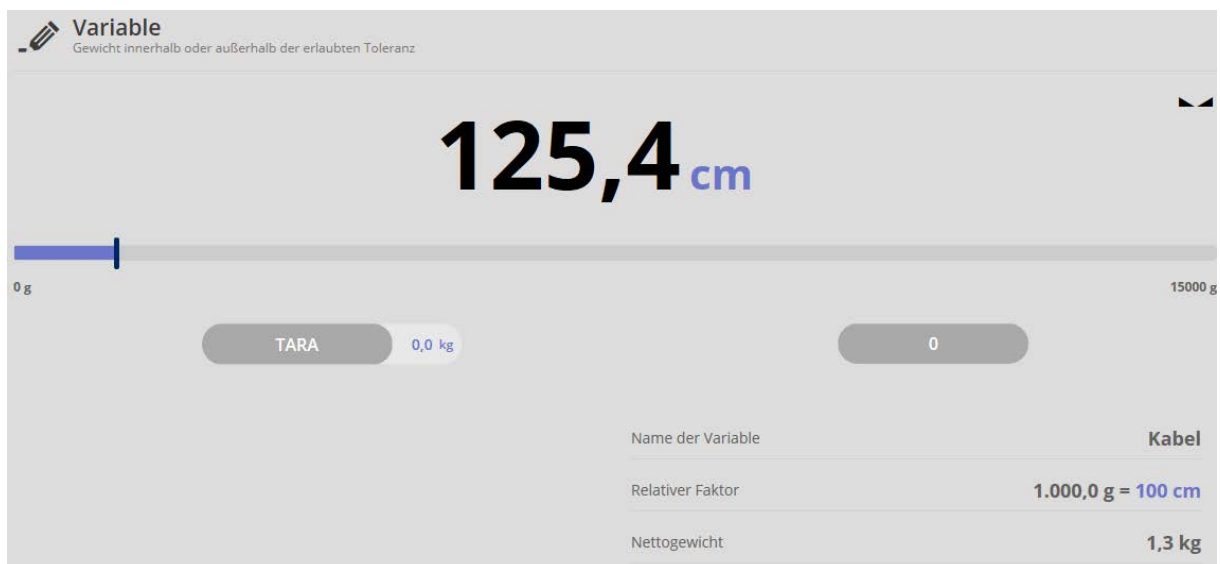 Variable
Gewicht innerhalb oder außerhalb der erlaubten Toleranz
125,4 cm
0 g 15000 g
TARA 0,0 kg 0
Name der Variable Kabel
Relativer Faktor 1.000,0 g = 100 cm
Nettogewicht 1,3 kg